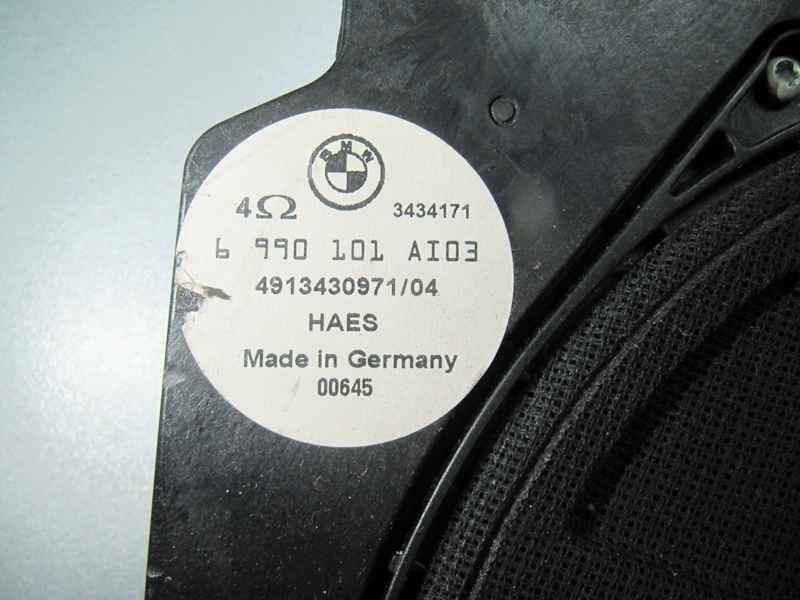 BMW
4Ω 3434171
6 990 101 AI03
4913430971/04
HAES
Made in Germany
00645